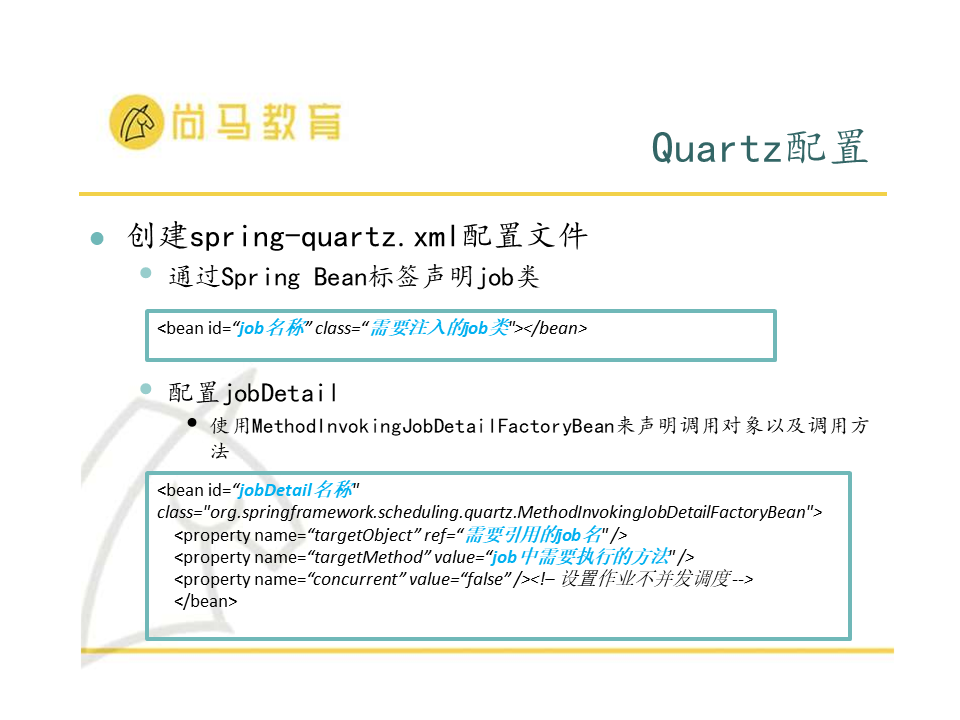 尚马教育
Quartz配置
创建spring-quartz.xml配置文件
通过Spring Bean标签声明job类
<bean id=“job名称” class=“需要注入的job类"></bean>
配置jobDetail
使用MethodInvokingJobDetailFactoryBean来声明调用对象以及调用方
法
<bean id=“jobDetail名称"
class="org.springframework.scheduling.quartz.MethodInvokingJobDetailFactoryBean">
<property name=“targetObject” ref=“需要引用的job名" />
<property name=“targetMethod” value=“job中需要执行的方法" />
<property name=“concurrent” value=“false” /><!– 设置作业不并发调度 -->
</bean>